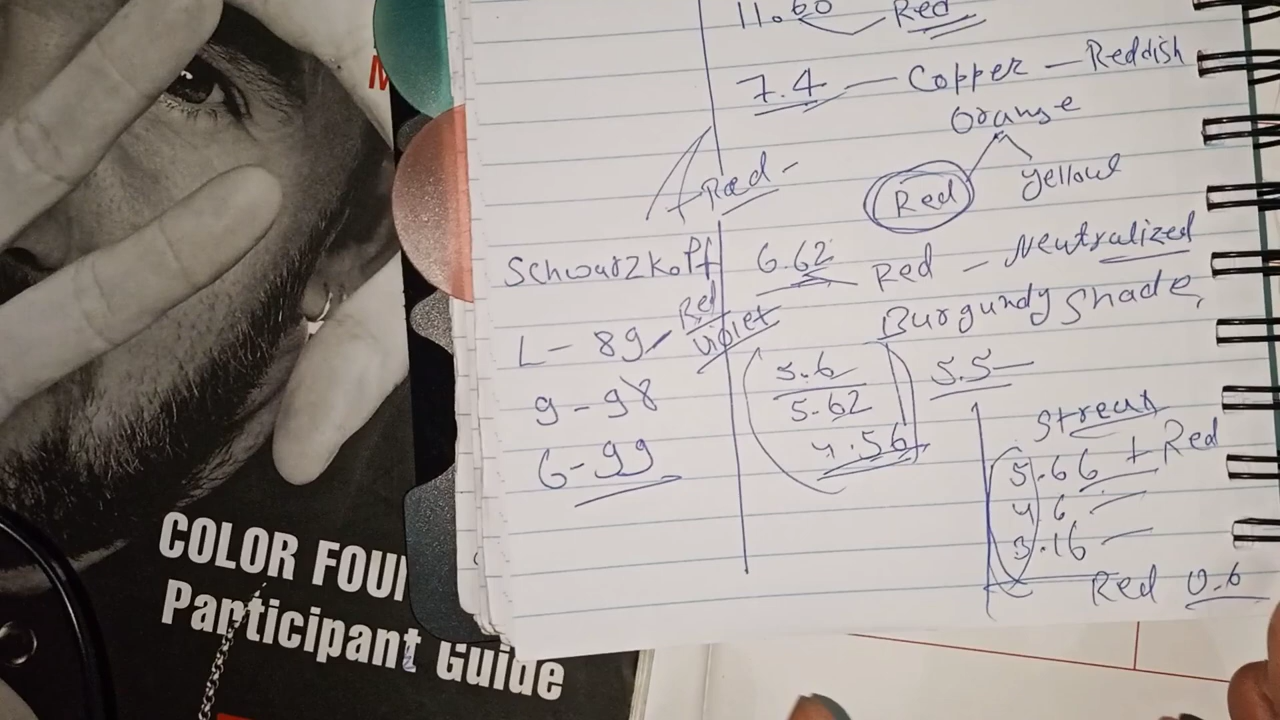 11.60 Red
7.4 — Copper — Reddish
Orange
Red yellow
Red -
Schwarzkopf
6.62 Red - Neutralized
Burgundy Shade,
L - 89 - Red
Violet
9 - 98
6 - 99
5.6
5.62
4.56
5.5 —
5.66 + Red
4 6 -
3.16 -
Red 0.6
M
COLOR FOU
Participant Guide